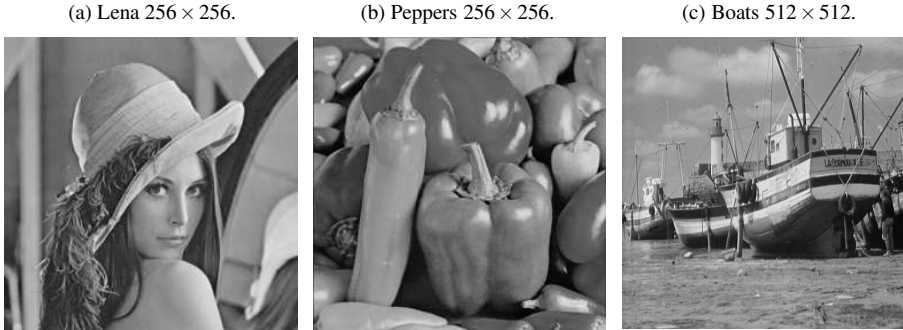 (a) Lena 256 × 256.
(b) Peppers 256 × 256.
(c) Boats 512 × 512.